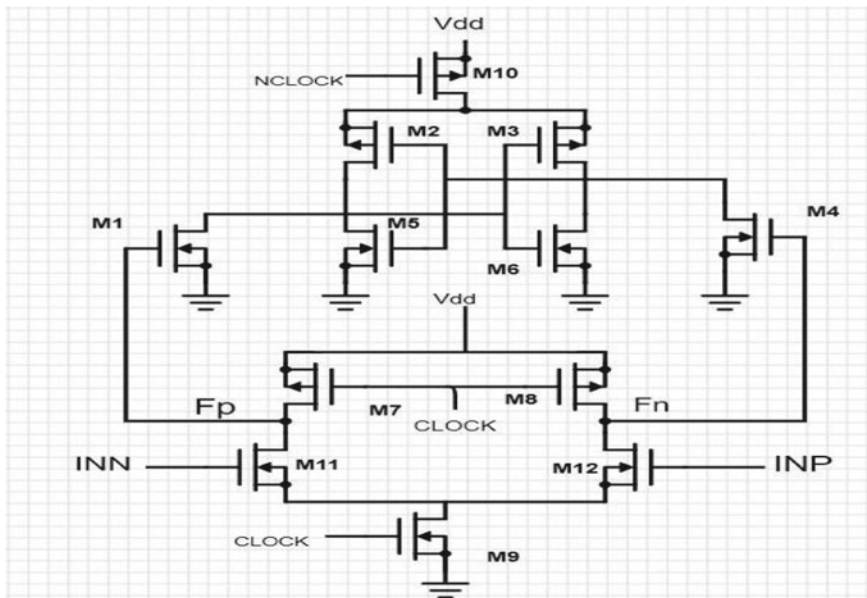 Vdd
NCLOCK
M10
M2
M3
M1
M5
M4
M6
Vdd
Fp
M7
M8
Fn
CLOCK
INN
M11
M12
INP
CLOCK
M9